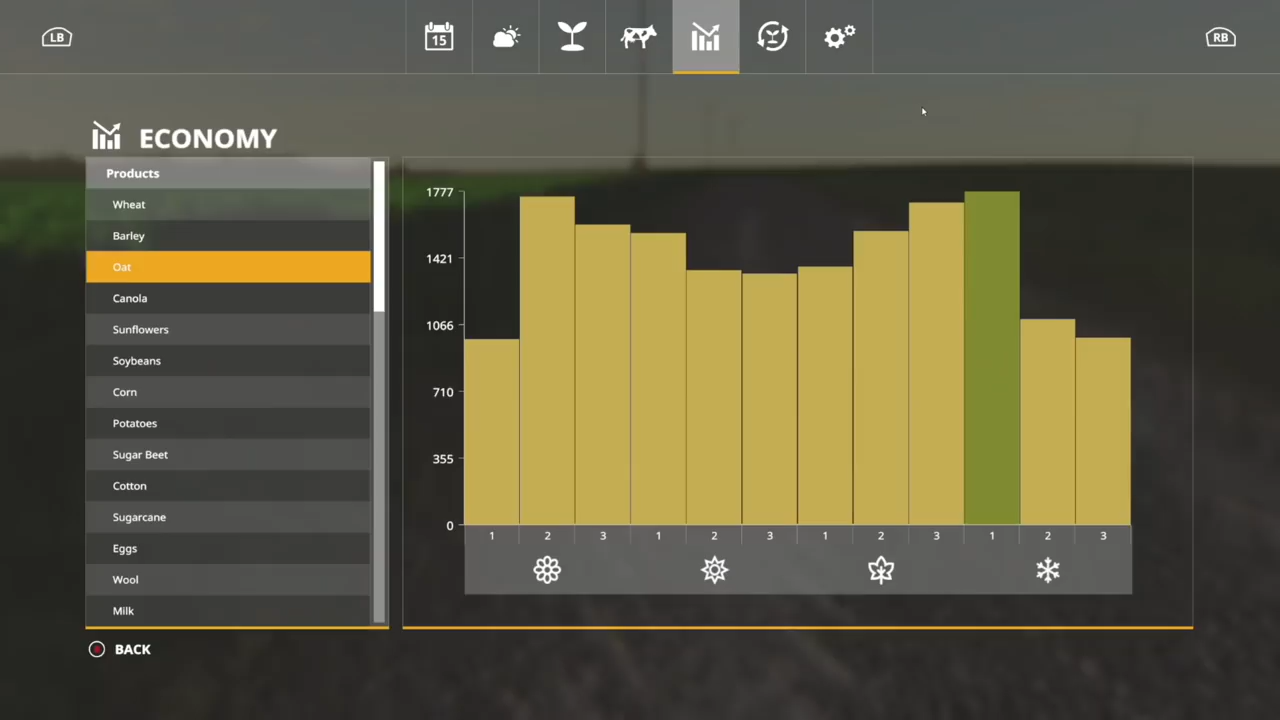 LB
15
RB
ECONOMY
Products
Wheat
Barley
Oat
Canola
Sunflowers
Soybeans
Corn
Potatoes
Sugar Beet
Cotton
Sugarcane
Eggs
Wool
Milk
1777
1421
1066
710
355
0
1 2 3 1 2 3 1 2 3 1 2 3
BACK